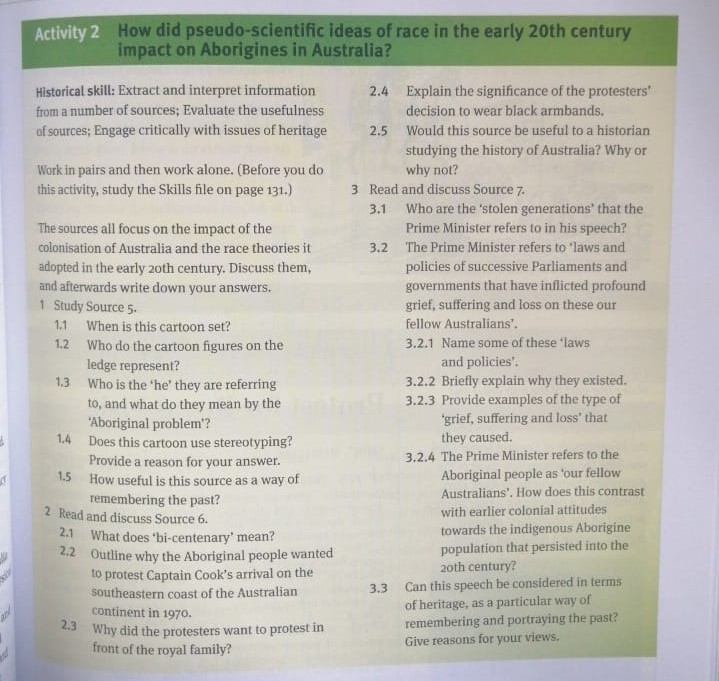 Activity 2 How did pseudo-scientific ideas of race in the early 20th century
impact on Aborigines in Australia?
Historical skill: Extract and interpret information
from a number of sources; Evaluate the usefulness
of sources; Engage critically with issues of heritage
Work in pairs and then work alone. (Before you do
this activity, study the Skills file on page 131.)
The sources all focus on the impact of the
colonisation of Australia and the race theories it
adopted in the early 20th century. Discuss them,
and afterwards write down your answers.
1 Study Source 5.
1.1 When is this cartoon set?
1.2 Who do the cartoon figures on the
ledge represent?
1.3 Who is the 'he' they are referring
to, and what do they mean by the
'Aboriginal problem'?
1.4 Does this cartoon use stereotyping?
Provide a reason for your answer.
1.5 How useful is this source as a way of
remembering the past?
2 Read and discuss Source 6.
2.1 What does 'bi-centenary' mean?
2.2 Outline why the Aboriginal people wanted
to protest Captain Cook's arrival on the
southeastern coast of the Australian
continent in 1970.
2.3 Why did the protesters want to protest in
front of the royal family?
2.4 Explain the significance of the protesters'
decision to wear black armbands.
2.5 Would this source be useful to a historian
studying the history of Australia? Why or
why not?
3 Read and discuss Source 7.
3.1 Who are the 'stolen generations' that the
Prime Minister refers to in his speech?
3.2 The Prime Minister refers to 'laws and
policies of successive Parliaments and
governments that have inflicted profound
grief, suffering and loss on these our
fellow Australians'.
3.2.1 Name some of these 'laws
and policies'.
3.2.2 Briefly explain why they existed.
3.2.3 Provide examples of the type of
'grief, suffering and loss' that
they caused.
3.2.4 The Prime Minister refers to the
Aboriginal people as 'our fellow
Australians'. How does this contrast
with earlier colonial attitudes
towards the indigenous Aborigine
population that persisted into the
20th century?
3.3 Can this speech be considered in terms
of heritage, as a particular way of
remembering and portraying the past?
Give reasons for your views.